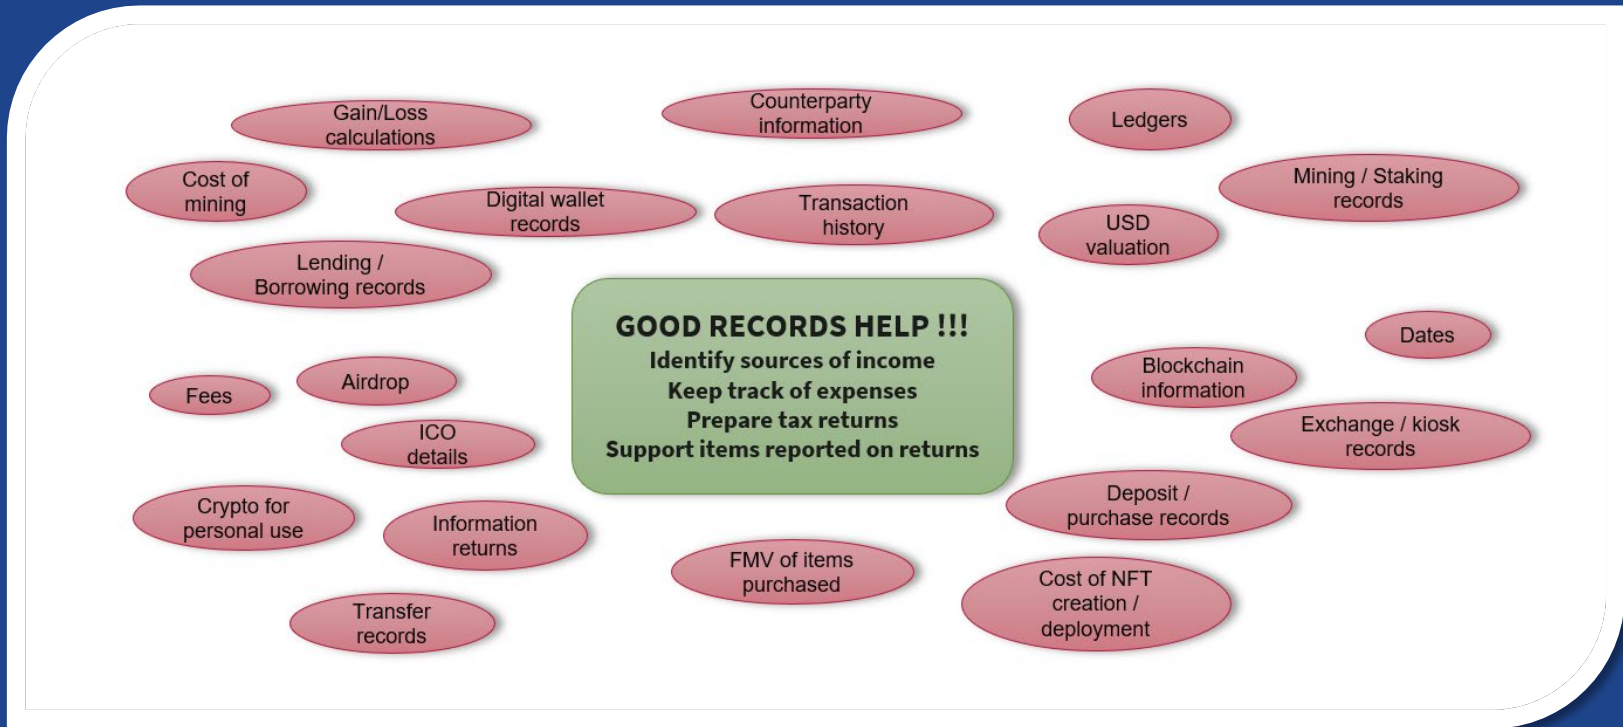 Gain/Loss
calculations
Counterparty
information
Ledgers
Cost of
mining
Digital wallet
records
Transaction
history
USD
valuation
Mining / Staking
records
Lending /
Borrowing records
GOOD RECORDS HELP !!!
Identify sources of income
Keep track of expenses
Prepare tax returns
Support items reported on returns
Dates
Blockchain
information
Fees
Airdrop
Exchange / kiosk
records
ICO
details
Deposit /
purchase records
Crypto for
personal use
Information
returns
FMV of items
purchased
Cost of NFT
creation /
deployment
Transfer
records